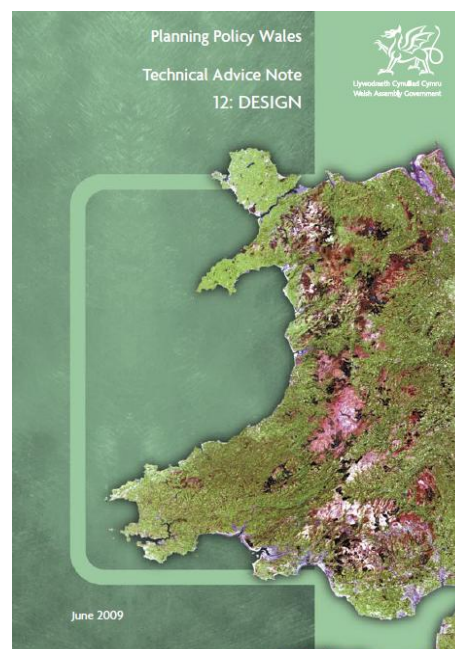 Planning Policy Wales
Technical Advice Note
12: DESIGN
Llywodraeth Cynulliad Cymru
Welsh Assembly Government
June 2009